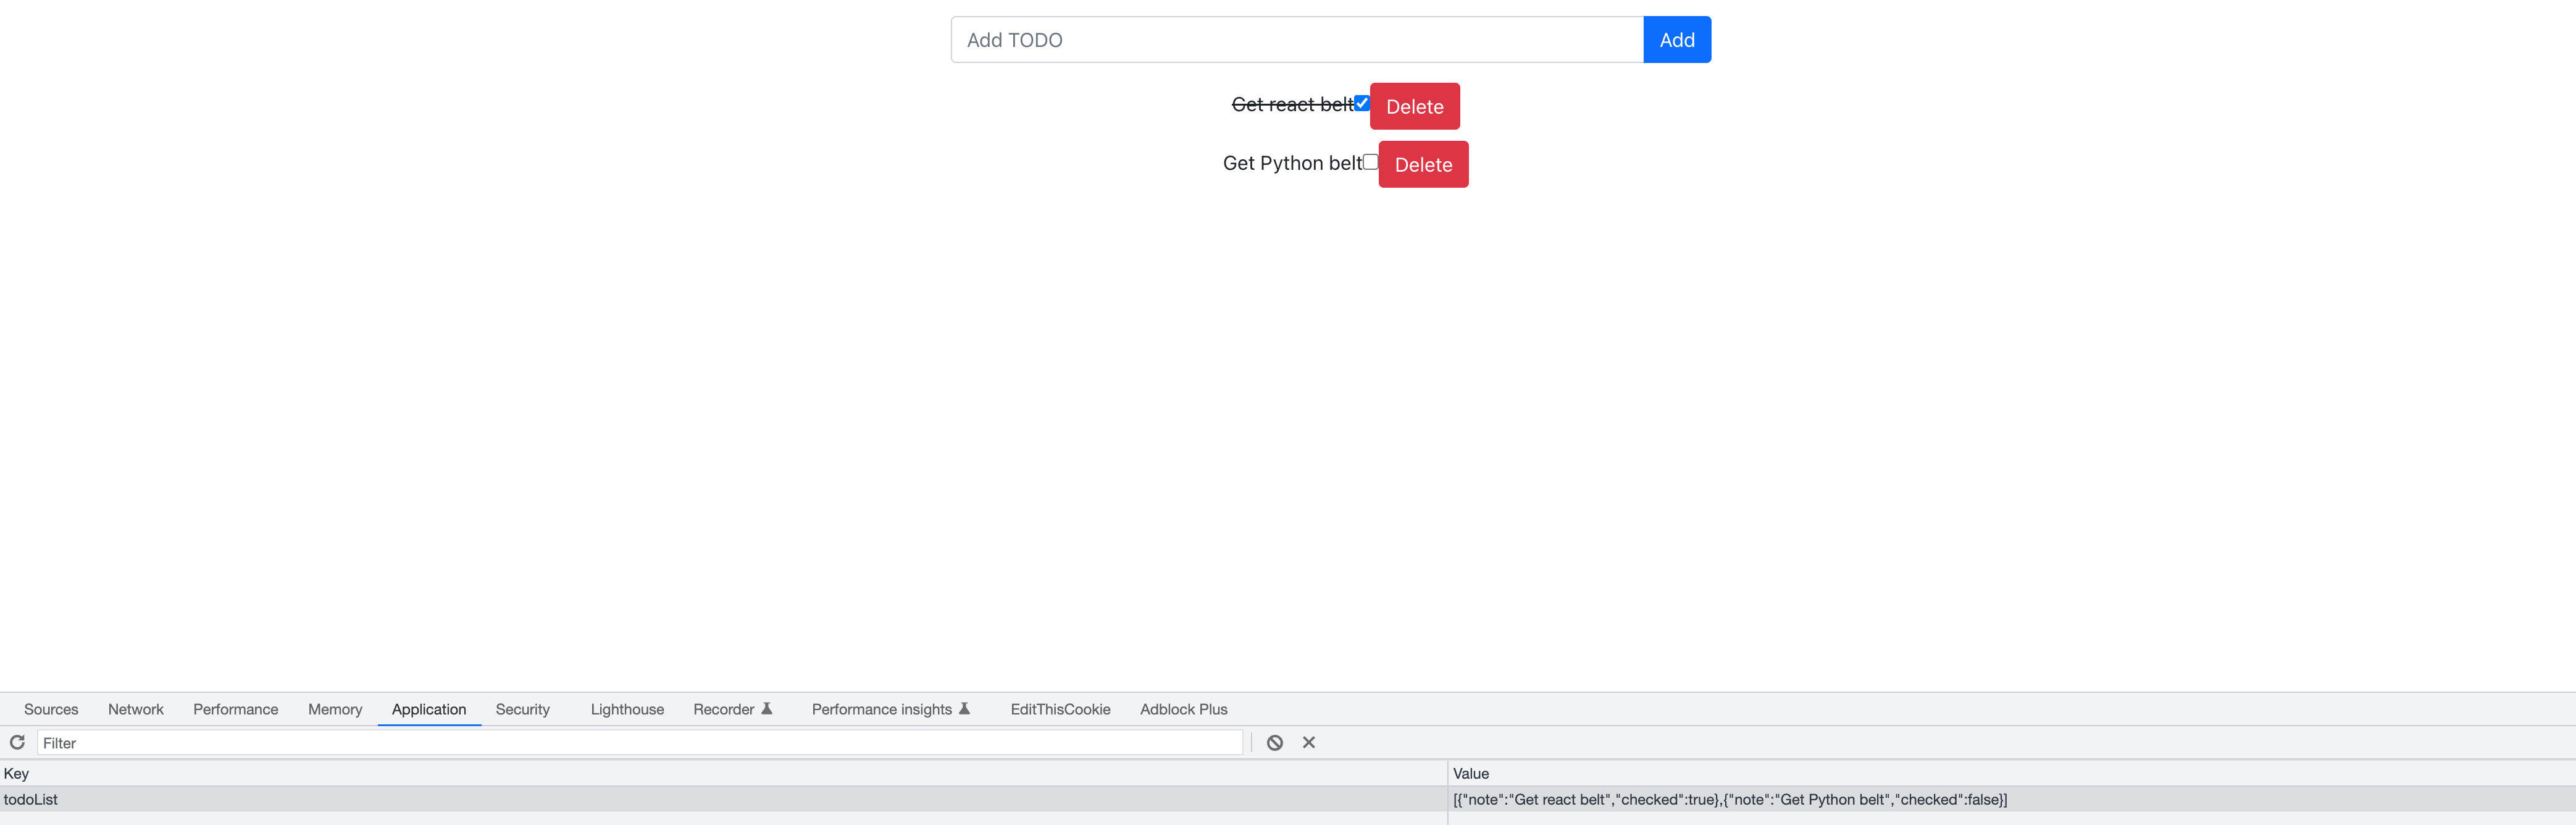 Add TODO Add
Get react belt Delete
Get Python belt Delete
Sources Network Performance Memory Application Security Lighthouse Recorder Performance insights EditThisCookie Adblock Plus
Filter
Key Value
todoList [{"note":"Get react belt","checked":true},{"note":"Get Python belt","checked":false}]